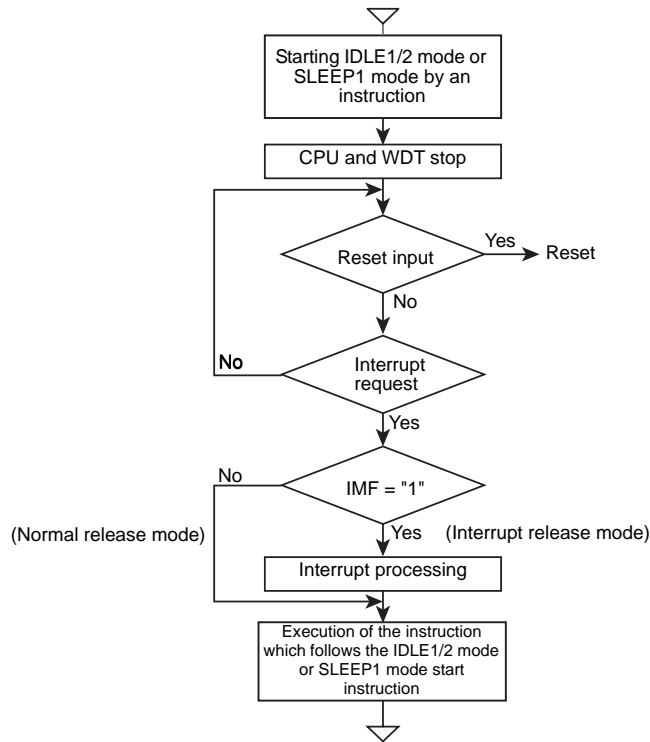 Starting IDLE1/2 mode or
SLEEP1 mode by an
instruction
CPU and WDT stop
Reset input
Yes
Reset
No
No
Interrupt
request
Yes
No
IMF = "1"
(Normal release mode)
Yes
(Interrupt release mode)
Interrupt processing
Execution of the instruction
which follows the IDLE1/2 mode
or SLEEP1 mode start
instruction